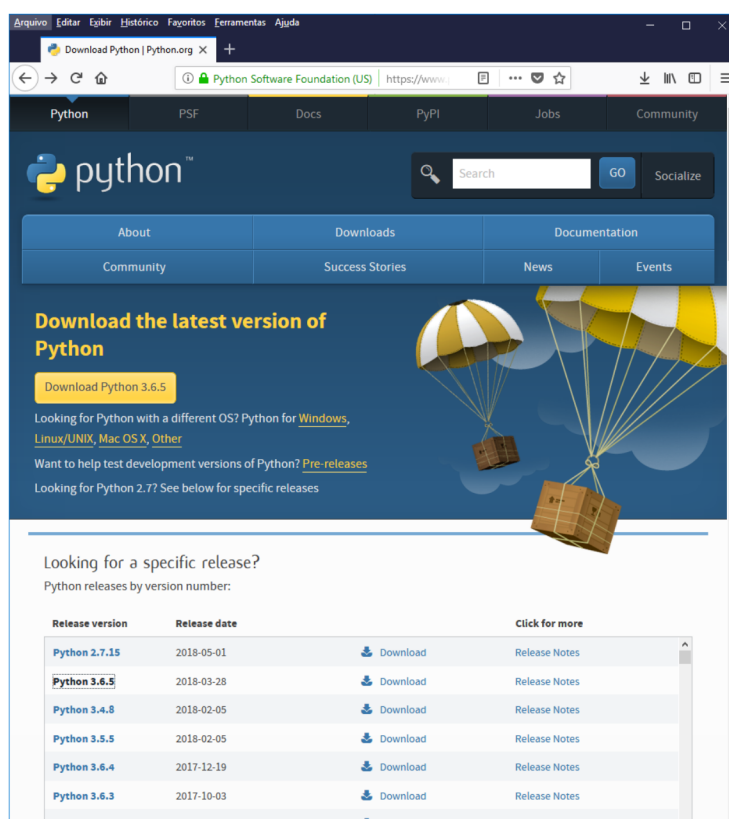 Arquivo Editar Exibir Histórico Favoritos Ferramentas Ajuda
Download Python | Python.org
Python Software Foundation (US) https://www.
Python PSF Docs PyPI Jobs Community
python™
Search GO Socialize
About Downloads Documentation
Community Success Stories News Events
Download the latest version of
Python
Download Python 3.6.5
Looking for Python with a different OS? Python for Windows,
Linux/UNIX, Mac OS X, Other
Want to help test development versions of Python? Pre-releases
Looking for Python 2.7? See below for specific releases
Looking for a specific release?
Python releases by version number:
Release version Release date Click for more
Python 2.7.15 2018-05-01 Download Release Notes
Python 3.6.5 2018-03-28 Download Release Notes
Python 3.4.8 2018-02-05 Download Release Notes
Python 3.5.5 2018-02-05 Download Release Notes
Python 3.6.4 2017-12-19 Download Release Notes
Python 3.6.3 2017-10-03 Download Release Notes